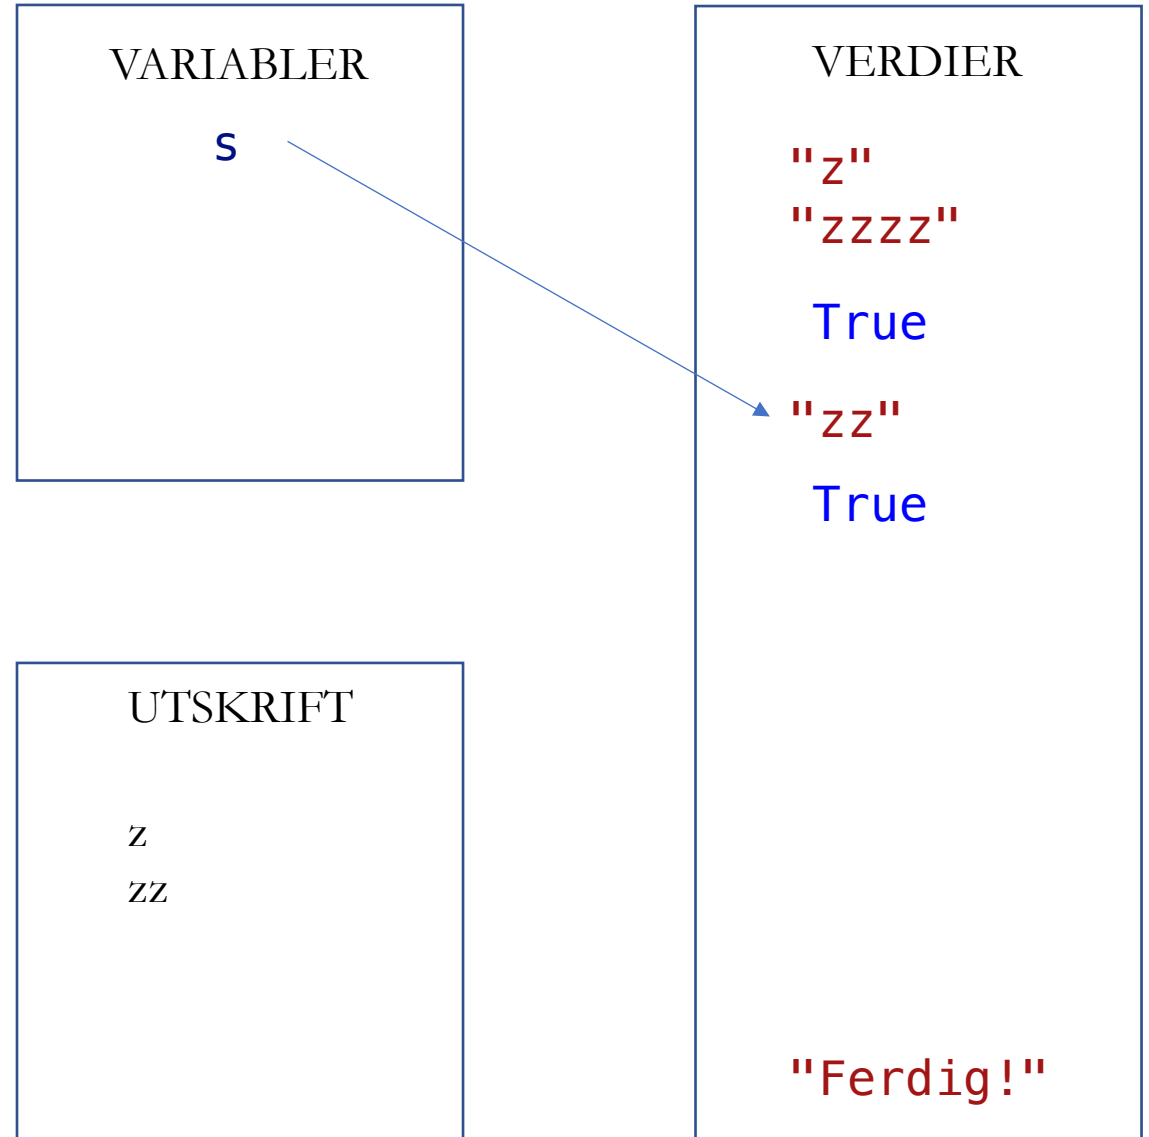 VARIABLER
s
VERDIER
"z"
"zzzz"
True
"zz"
True
"Ferdig!"
UTSKRIFT
z
zz